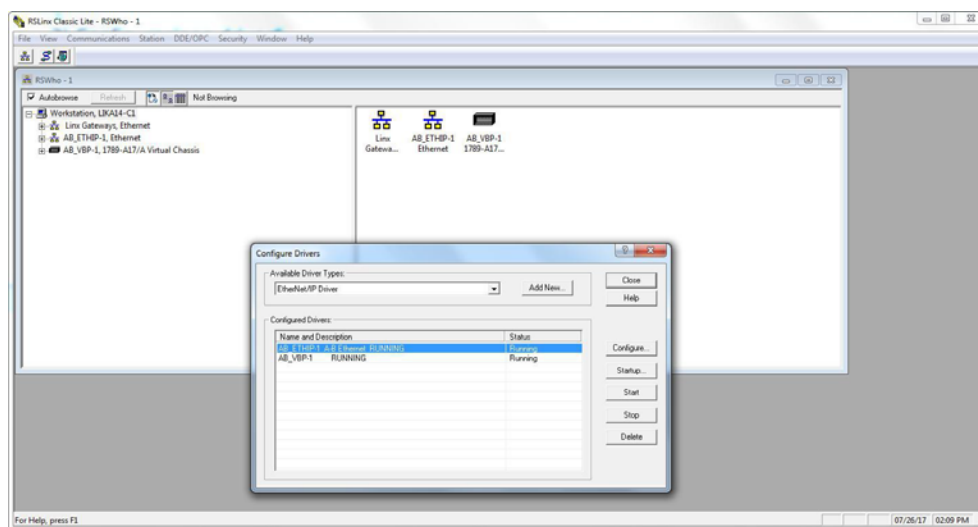 RSLinx Classic Lite - RSWho - 1
File View Communications Station DDE/OPC Security Window Help
RSWho - 1
Autobrowse Refresh Not Browsing
Workstation, LIKA14-C1
Linx Gateways, Ethernet
AB_ETHIP-1, Ethernet
AB_VBP-1, 1789-A17/A Virtual Chassis
Linx Gatewa...
AB_ETHIP-1 Ethernet
AB_VBP-1 1789-A17...
Configure Drivers
Available Driver Types:
EtherNet/IP Driver
Add New...
Close
Help
Configured Drivers:
Name and Description Status
AB_ETHIP-1 A-B Ethernet RUNNING Running
AB_VBP-1 RUNNING Running
Configure...
Startup...
Start
Stop
Delete
For Help, press F1
07/26/17 02:09 PM